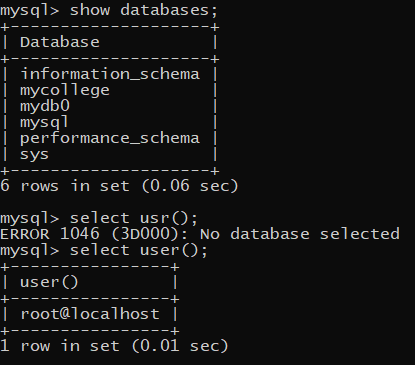 mysql> show databases;
+--------------------+
| Database           |
+--------------------+
| information_schema |
| mycollege          |
| mydb0              |
| mysql              |
| performance_schema |
| sys                |
+--------------------+
6 rows in set (0.06 sec)

mysql> select usr();
ERROR 1046 (3D000): No database selected
mysql> select user();
+----------------+
| user()         |
+----------------+
| root@localhost |
+----------------+
1 row in set (0.01 sec)